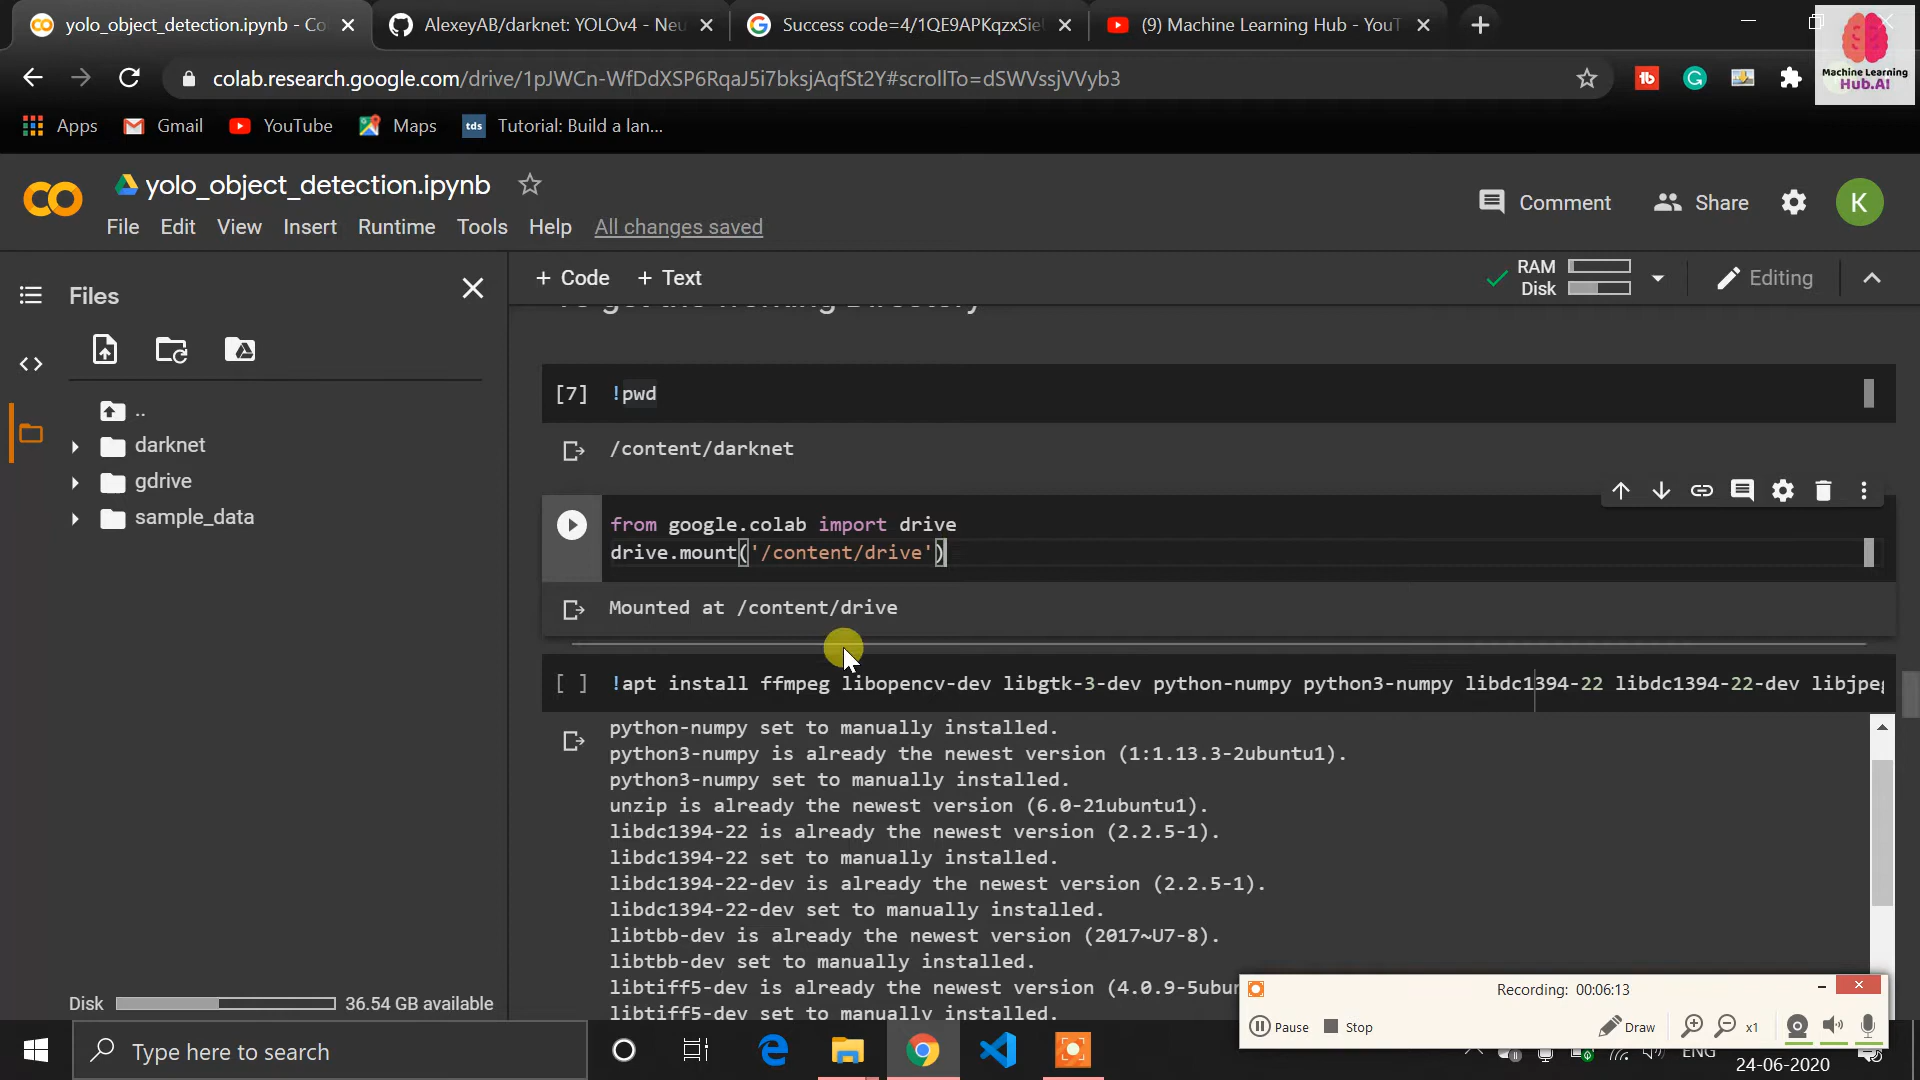 yolo_object_detection.ipynb - Co
AlexeyAB/darknet: YOLOv4 - Neu
Success code=4/1QE9APKqzxSie
(9) Machine Learning Hub - YouT
colab.research.google.com/drive/1pJWCn-WfDdXSP6RqaJ5i7bksjAqfSt2Y#scrollTo=dSWVssjVVyb3
Machine Learning
Hub.AI
Apps
Gmail
YouTube
Maps
tds
Tutorial: Build a lan...
yolo_object_detection.ipynb
Comment
Share
K
File Edit View Insert Runtime Tools Help All changes saved
Files
+ Code + Text
RAM
Disk
Editing
..
darknet
gdrive
sample_data
[7] !pwd
/content/darknet
from google.colab import drive
drive.mount('/content/drive')
Mounted at /content/drive
[ ] !apt install ffmpeg libopencv-dev libgtk-3-dev python-numpy python3-numpy libdc1394-22 libdc1394-22-dev libjpeg
python-numpy set to manually installed.
python3-numpy is already the newest version (1:1.13.3-2ubuntu1).
python3-numpy set to manually installed.
unzip is already the newest version (6.0-21ubuntu1).
libdc1394-22 is already the newest version (2.2.5-1).
libdc1394-22 set to manually installed.
libdc1394-22-dev is already the newest version (2.2.5-1).
libdc1394-22-dev set to manually installed.
libtbb-dev is already the newest version (2017~U7-8).
libtbb-dev set to manually installed.
libtiff5-dev is already the newest version (4.0.9-5ubun
libtiff5-dev set to manually installed.
Disk 36.54 GB available
Recording: 00:06:13
Pause Stop Draw x1
Type here to search
ENG
24-06-2020